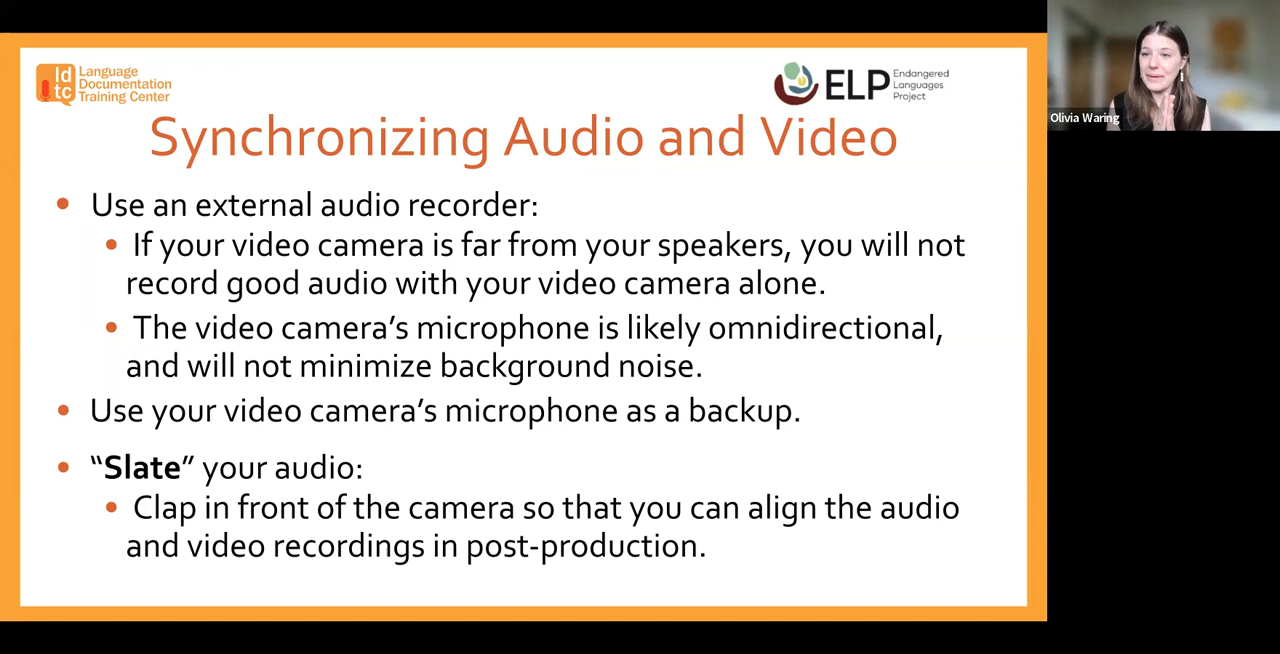 ld
tc
Language
Documentation
Training Center
ELP
Endangered
Languages
Project
Olivia Waring
Synchronizing Audio and Video
• Use an external audio recorder:
• If your video camera is far from your speakers, you will not
record good audio with your video camera alone.
• The video camera’s microphone is likely omnidirectional,
and will not minimize background noise.
• Use your video camera’s microphone as a backup.
• “Slate” your audio:
• Clap in front of the camera so that you can align the audio
and video recordings in post-production.